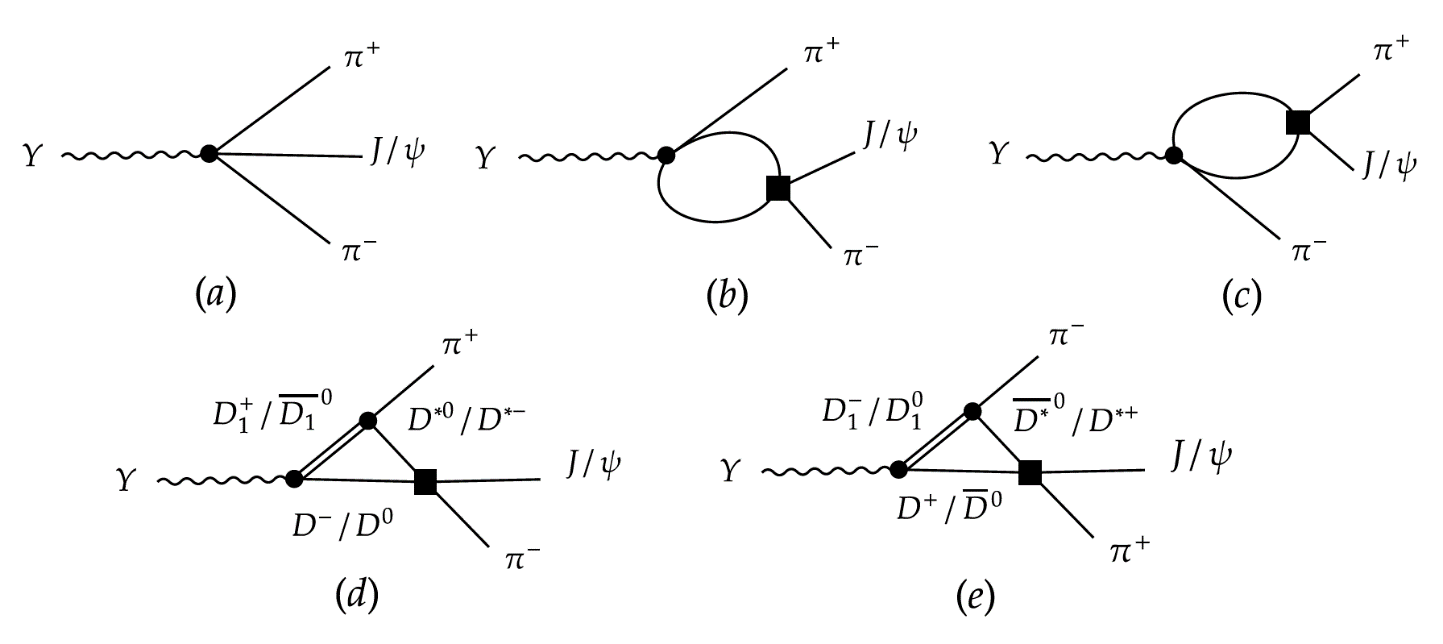 π⁺
Y
J/ψ
π⁻
(a)
π⁺
Y
J/ψ
π⁻
(b)
π⁺
Y
J/ψ
π⁻
(c)
π⁺
D₁⁺/D̅₁⁰
D*⁰/D*⁻
Y
J/ψ
D⁻/D⁰
π⁻
(d)
π⁻
D₁⁻/D₁⁰
D̅*⁰/D*⁺
Y
J/ψ
D⁺/D̅⁰
π⁺
(e)